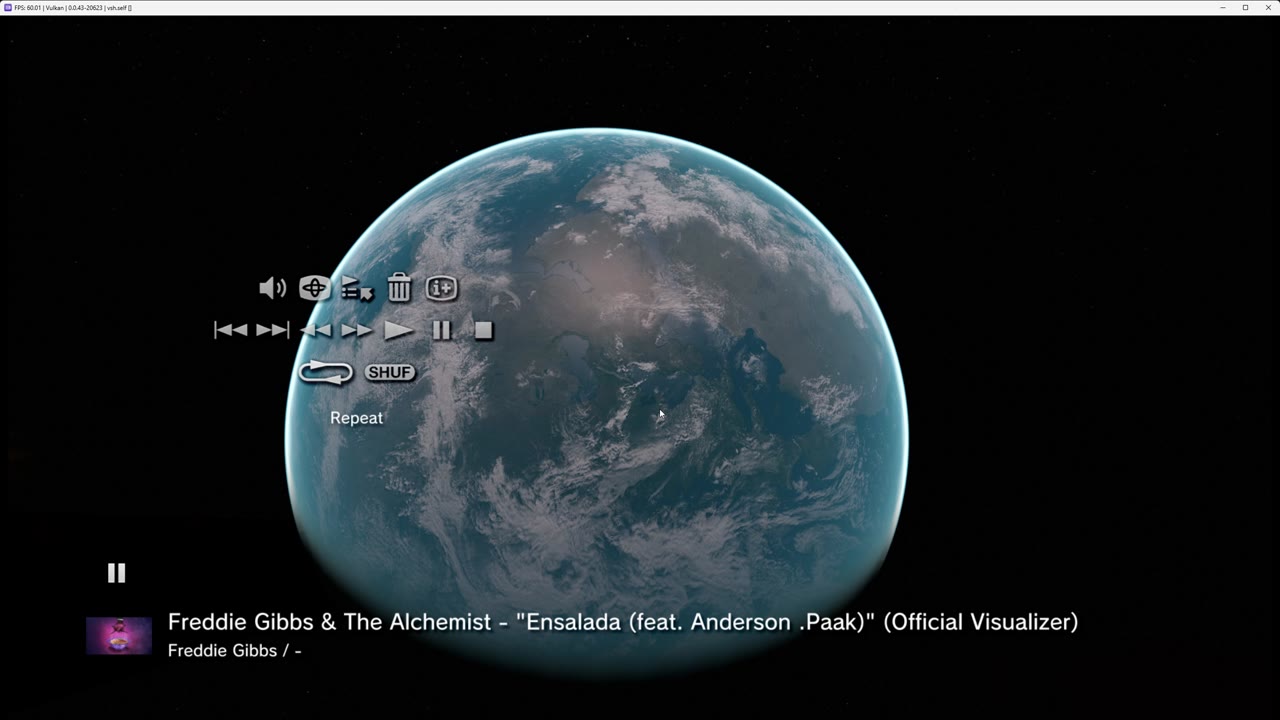 FPS: 60.01 | Vulkan | 0.0.43-20623 | vsh.self []
i+
SHUF
Repeat
Freddie Gibbs & The Alchemist - "Ensalada (feat. Anderson .Paak)" (Official Visualizer)
Freddie Gibbs / -